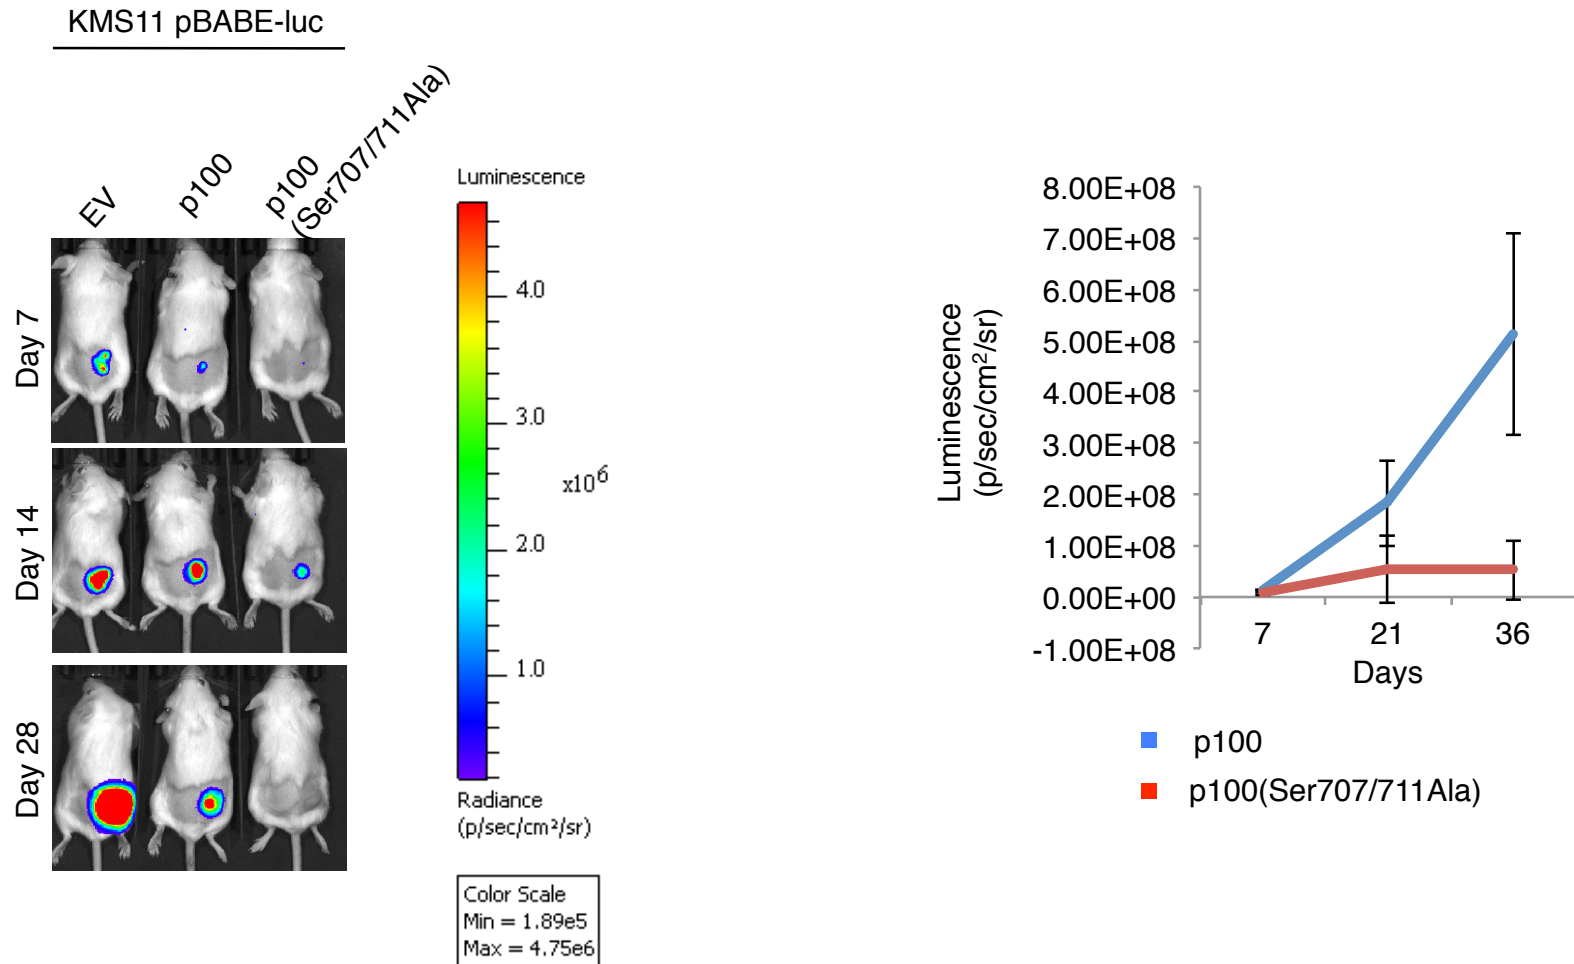 KMS11 pBABE-luc
EV
p100
p100
(Ser707/711Ala)
Day 7
Day 14
Day 28
Luminescence
4.0
3.0
x10⁶
2.0
1.0
Radiance
(p/sec/cm²/sr)
Color Scale
Min = 1.89e5
Max = 4.75e6
Luminescence
(p/sec/cm²/sr)
8.00E+08
7.00E+08
6.00E+08
5.00E+08
4.00E+08
3.00E+08
2.00E+08
1.00E+08
0.00E+00
-1.00E+08
7 21 36
Days
p100
p100(Ser707/711Ala)